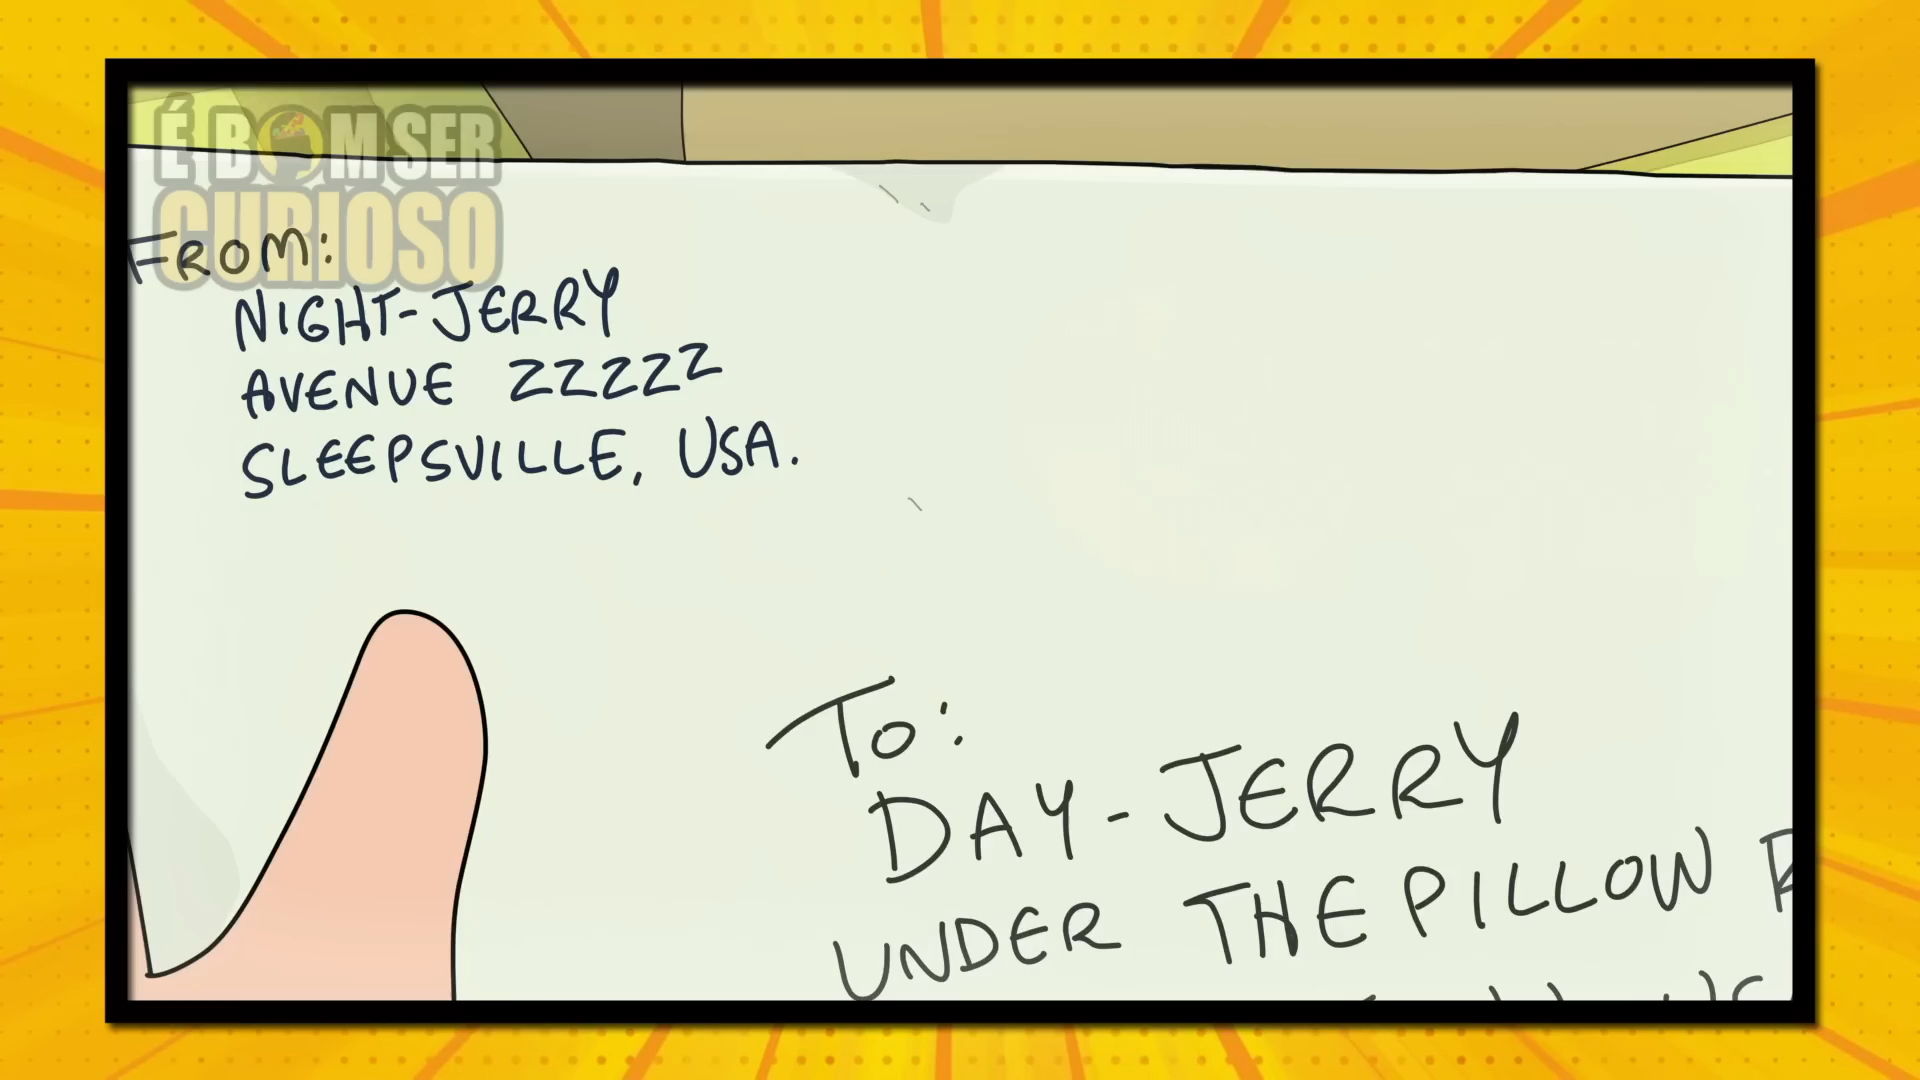 É BOM SER
CURIOSO
FROM:
NIGHT-JERRY
AVENUE ZZZZZ
SLEEPSVILLE, USA.
TO:
DAY-JERRY
UNDER THE PILLOW